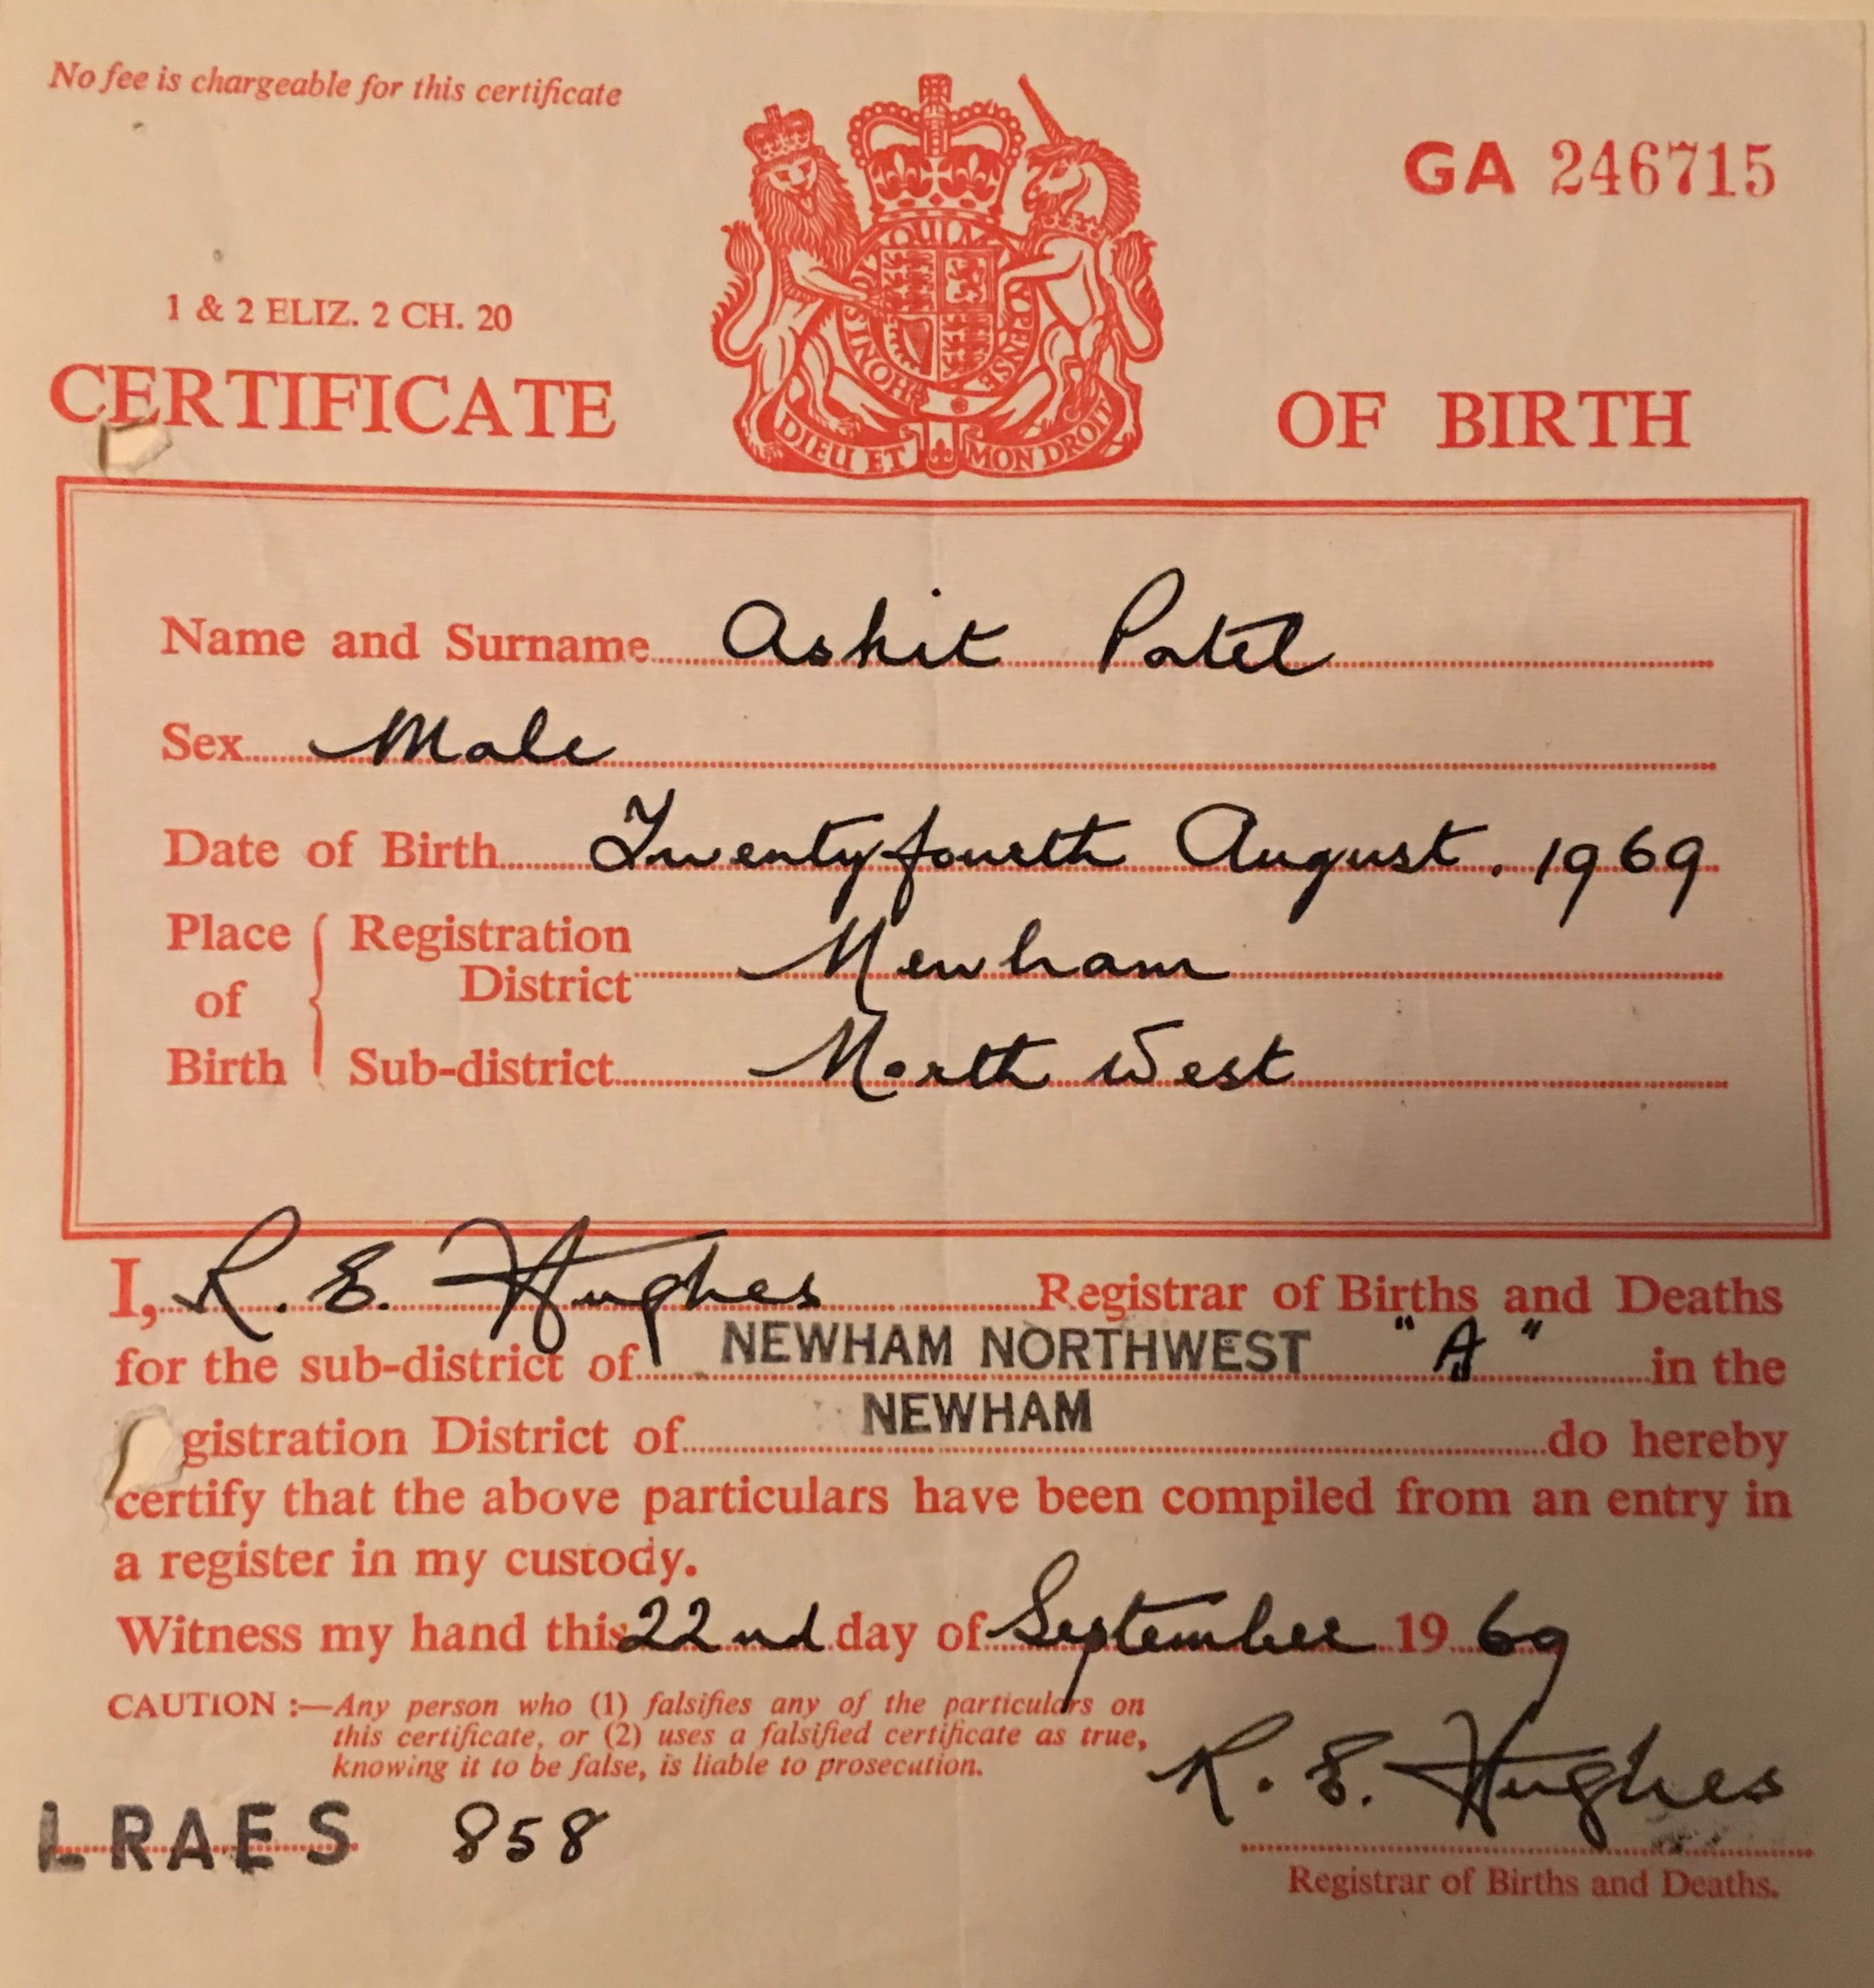 No fee is chargeable for this certificate
GA 246715
1 & 2 ELIZ. 2 CH. 20
CERTIFICATE OF BIRTH
HONI SOIT QUI MAL Y PENSE
DIEU ET MON DROIT
Name and Surname Ashit Patel
Sex Male
Date of Birth Twentyfourth August. 1969
Place of Birth
Registration District Newham
Sub-district North West
I, R. E. Hughes Registrar of Births and Deaths
for the sub-district of NEWHAM NORTHWEST "A" in the
gistration District of NEWHAM do hereby
certify that the above particulars have been compiled from an entry in
a register in my custody.
Witness my hand this 22nd day of September 1969
CAUTION :—Any person who (1) falsifies any of the particulars on
this certificate, or (2) uses a falsified certificate as true,
knowing it to be false, is liable to prosecution.
R. E. Hughes
LRAES 858
Registrar of Births and Deaths.